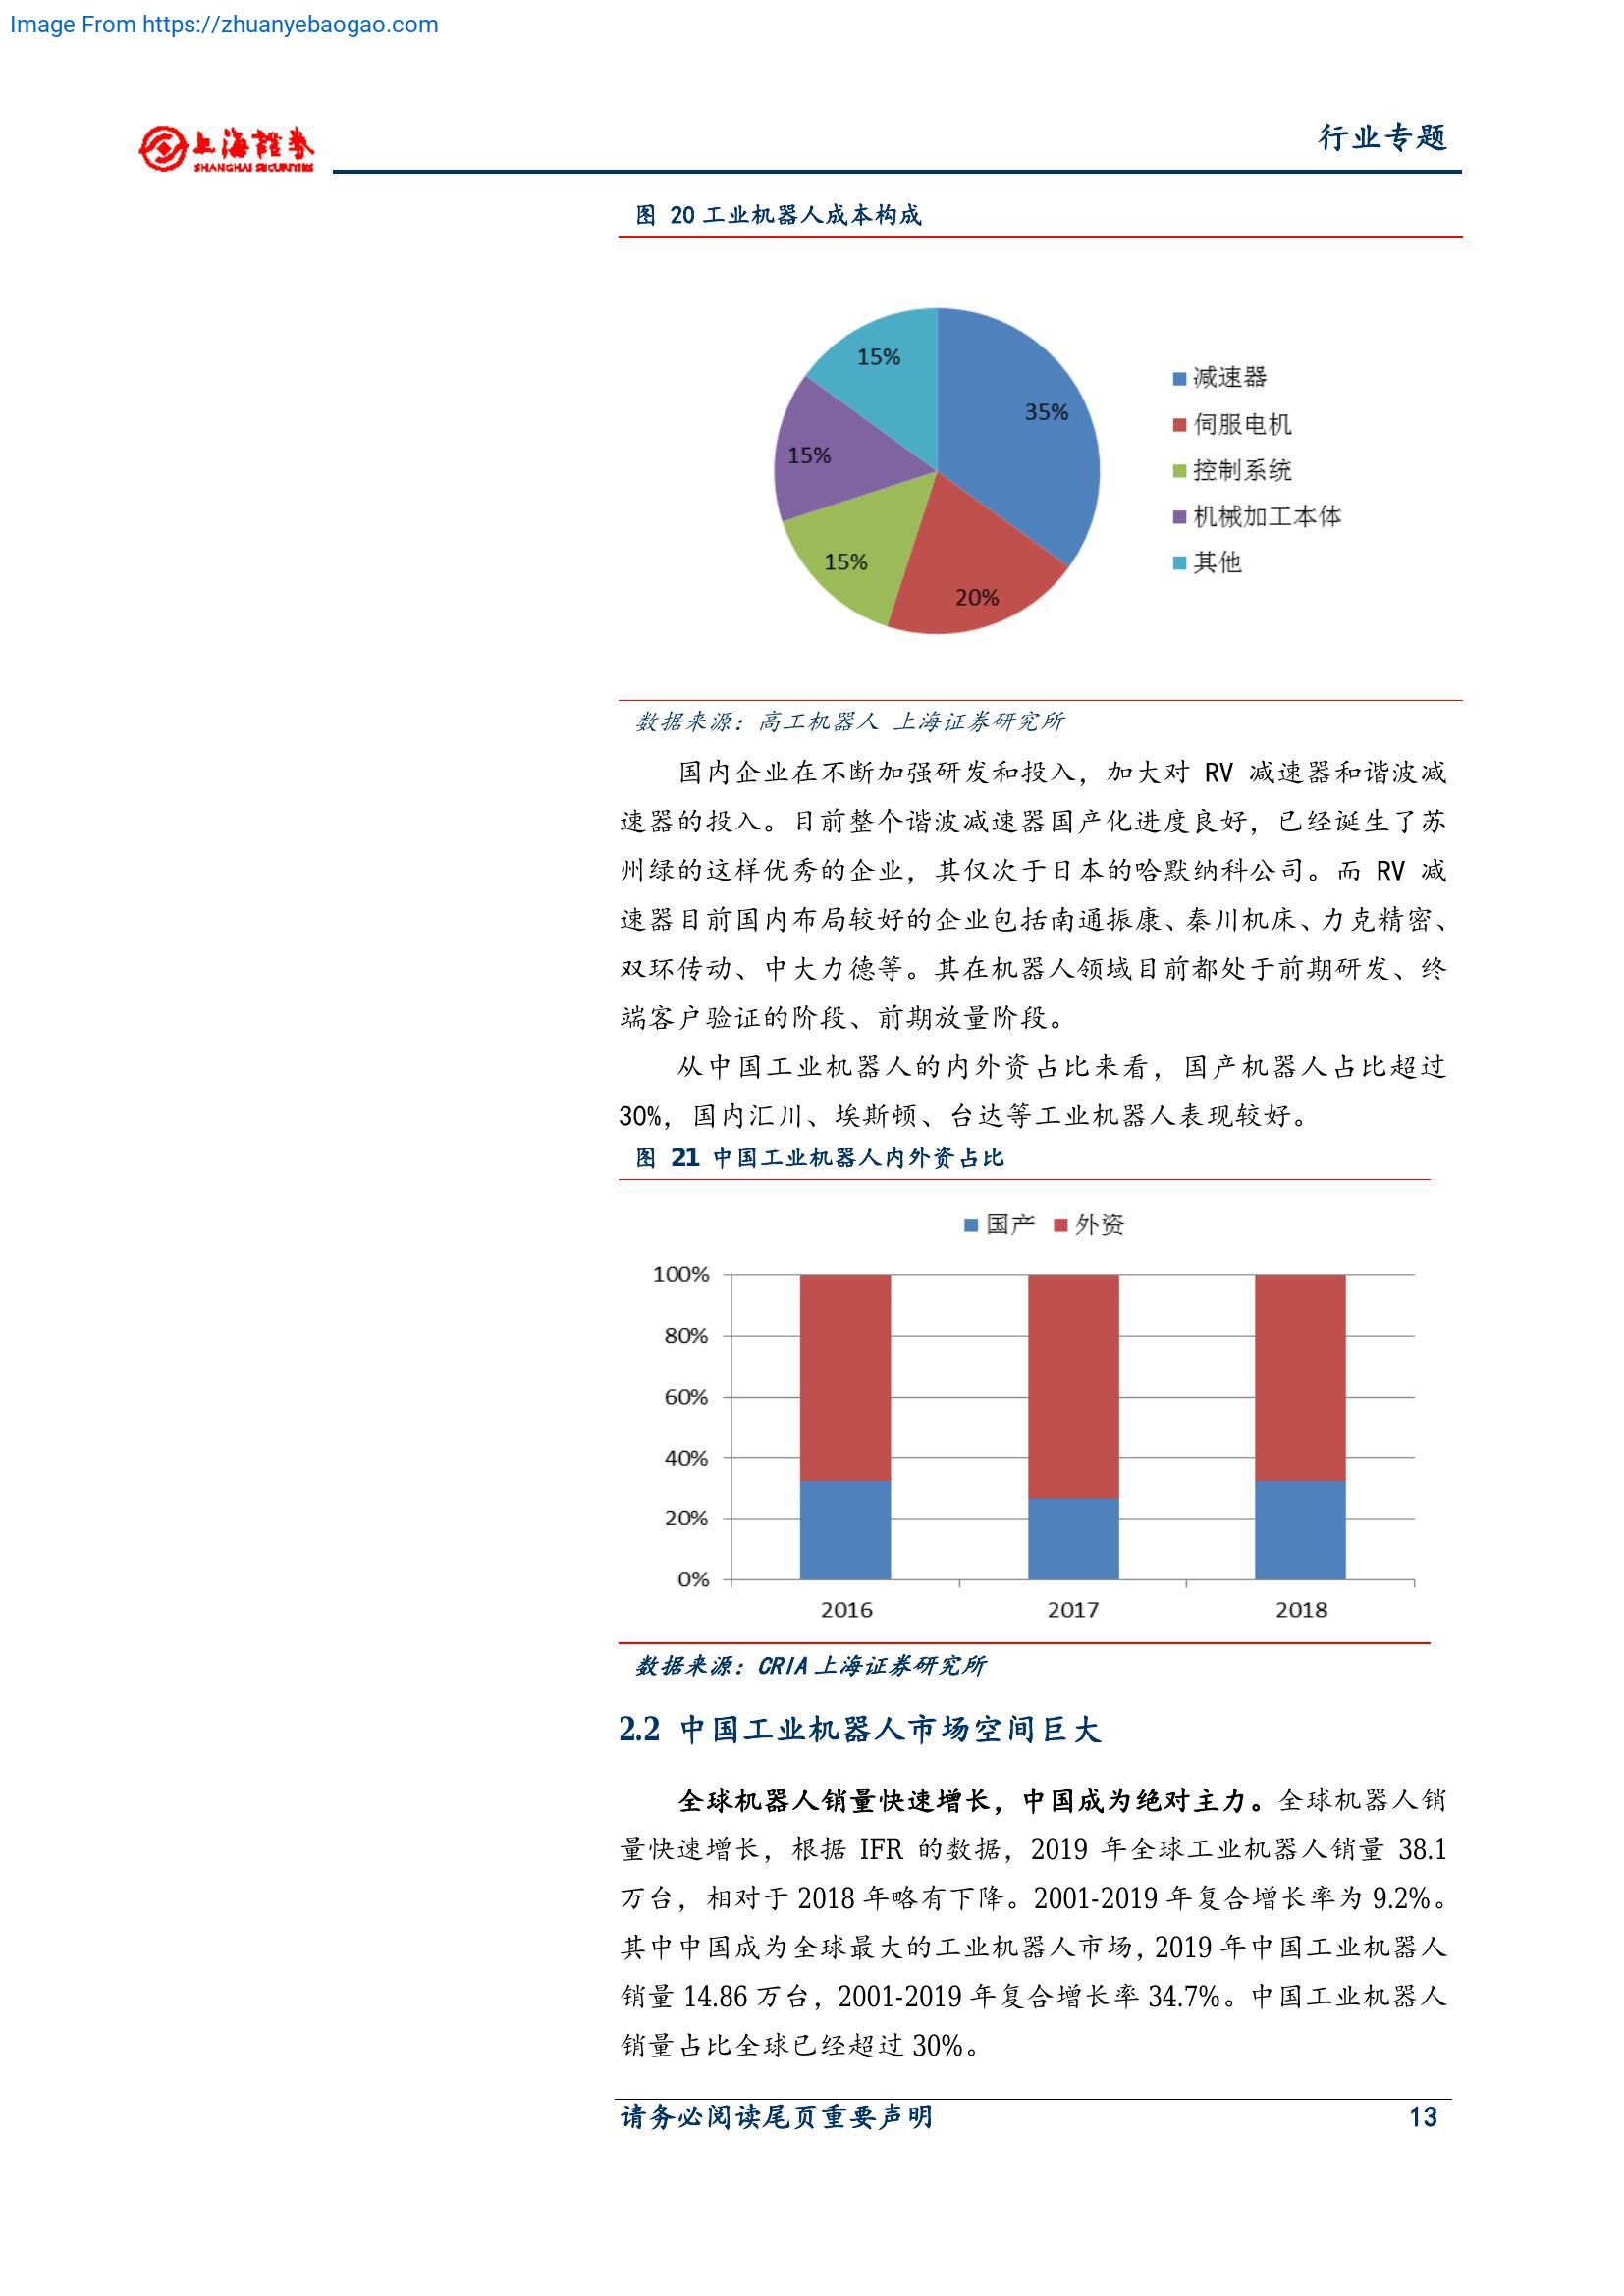 Image From https://zhuanyebaogao.com
上海證券
SHANGHAI SECURITIES
行业专题
图 20 工业机器人成本构成
15%
35%
15%
15%
20%
减速器
伺服电机
控制系统
机械加工本体
其他
数据来源：高工机器人 上海证券研究所
国内企业在不断加强研发和投入，加大对 RV 减速器和谐波减
速器的投入。目前整个谐波减速器国产化进度良好，已经诞生了苏
州绿的这样优秀的企业，其仅次于日本的哈默纳科公司。而 RV 减
速器目前国内布局较好的企业包括南通振康、秦川机床、力克精密、
双环传动、中大力德等。其在机器人领域目前都处于前期研发、终
端客户验证的阶段、前期放量阶段。
从中国工业机器人的内外资占比来看，国产机器人占比超过
30%，国内汇川、埃斯顿、台达等工业机器人表现较好。
图 21 中国工业机器人内外资占比
国产 外资
100%
80%
60%
40%
20%
0%
2016 2017 2018
数据来源：CRIA 上海证券研究所
2.2 中国工业机器人市场空间巨大
全球机器人销量快速增长，中国成为绝对主力。全球机器人销
量快速增长，根据 IFR 的数据，2019 年全球工业机器人销量 38.1
万台，相对于 2018 年略有下降。2001-2019 年复合增长率为 9.2%。
其中中国成为全球最大的工业机器人市场，2019 年中国工业机器人
销量 14.86 万台，2001-2019 年复合增长率 34.7%。中国工业机器人
销量占比全球已经超过 30%。
请务必阅读尾页重要声明 13